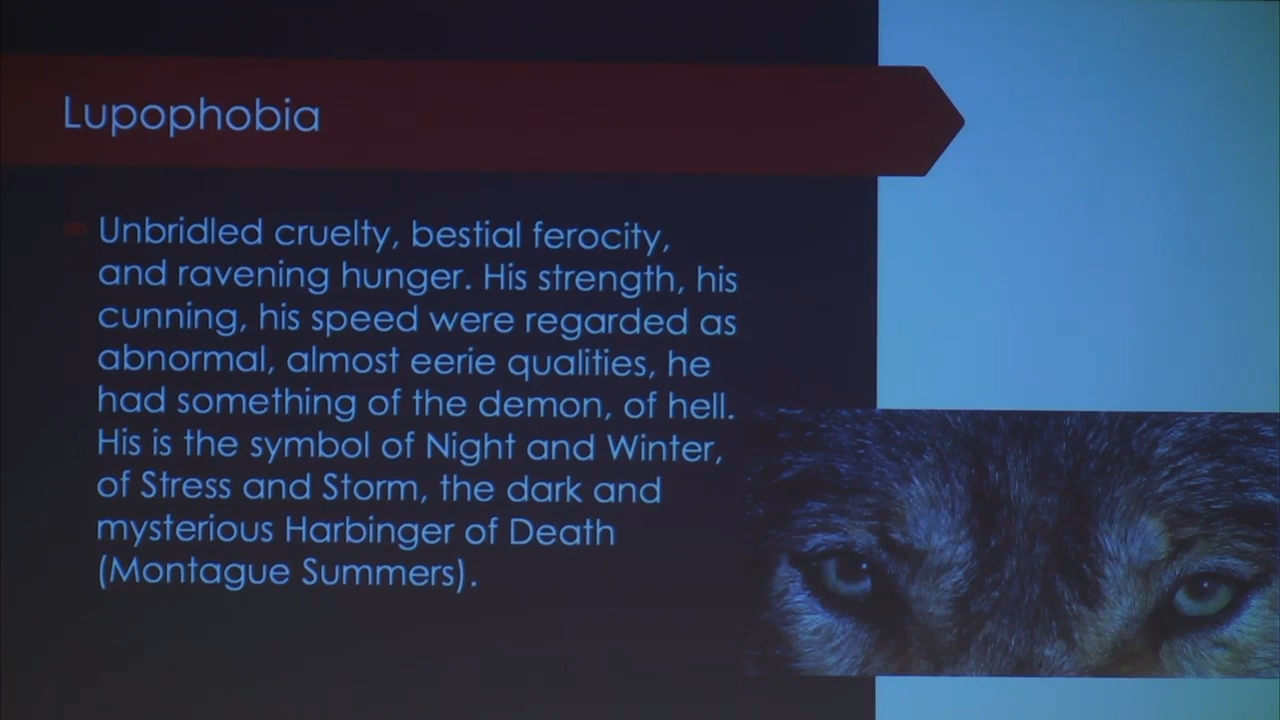 Lupophobia
Unbridled cruelty, bestial ferocity,
and ravening hunger. His strength, his
cunning, his speed were regarded as
abnormal, almost eerie qualities, he
had something of the demon, of hell.
His is the symbol of Night and Winter,
of Stress and Storm, the dark and
mysterious Harbinger of Death
(Montague Summers).